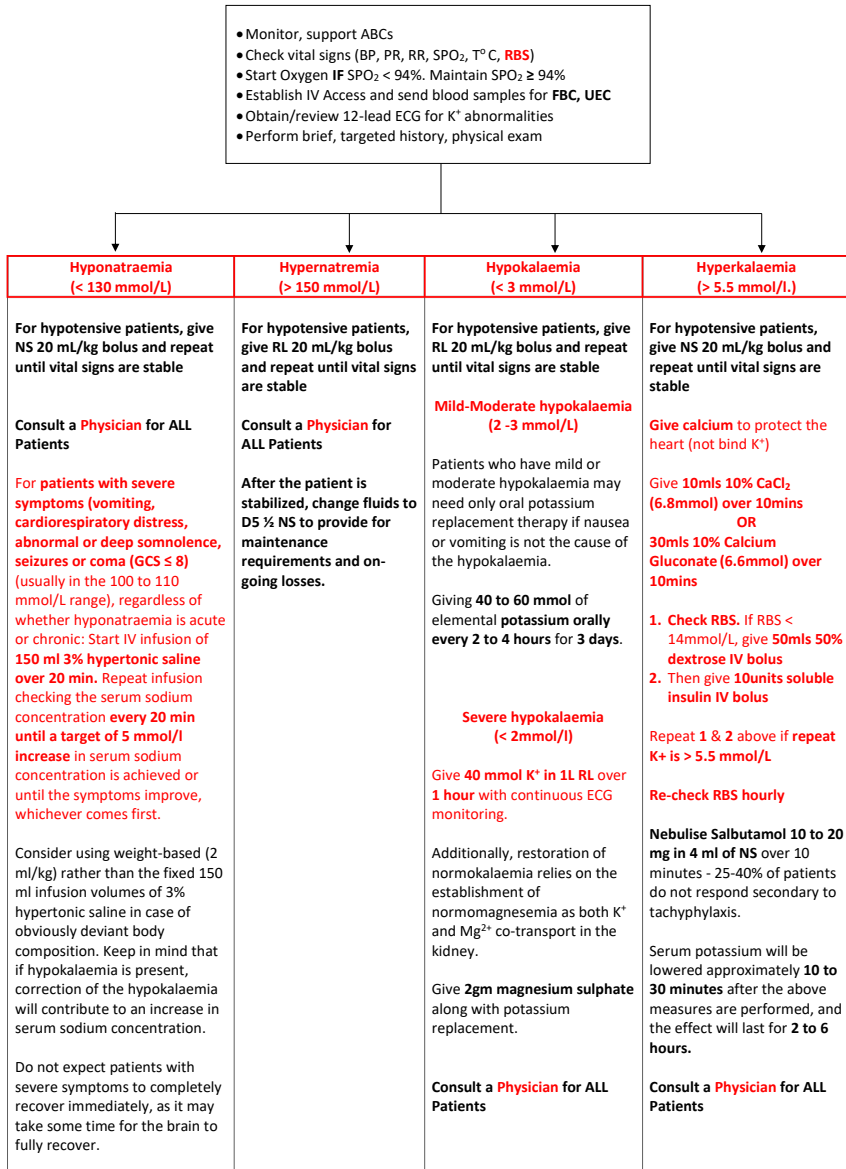 •Monitor, support ABCs
•Check vital signs (BP, PR, RR, SPO₂, T° C, RBS)
•Start Oxygen IF SPO₂ < 94%. Maintain SPO₂ ≥ 94%
•Establish IV Access and send blood samples for FBC, UEC
•Obtain/review 12-lead ECG for K⁺ abnormalities
•Perform brief, targeted history, physical exam
Hyponatraemia
(< 130 mmol/L)
For hypotensive patients, give
NS 20 mL/kg bolus and repeat
until vital signs are stable
Consult a Physician for ALL
Patients
For patients with severe
symptoms (vomiting,
cardiorespiratory distress,
abnormal or deep somnolence,
seizures or coma (GCS ≤ 8)
(usually in the 100 to 110
mmol/L range), regardless of
whether hyponatraemia is acute
or chronic: Start IV infusion of
150 ml 3% hypertonic saline
over 20 min. Repeat infusion
checking the serum sodium
concentration every 20 min
until a target of 5 mmol/l
increase in serum sodium
concentration is achieved or
until the symptoms improve,
whichever comes first.
Consider using weight-based (2
ml/kg) rather than the fixed 150
ml infusion volumes of 3%
hypertonic saline in case of
obviously deviant body
composition. Keep in mind that
if hypokalaemia is present,
correction of the hypokalaemia
will contribute to an increase in
serum sodium concentration.
Do not expect patients with
severe symptoms to completely
recover immediately, as it may
take some time for the brain to
fully recover.
Hypernatremia
(> 150 mmol/L)
For hypotensive patients,
give RL 20 mL/kg bolus
and repeat until vital signs
are stable
Consult a Physician for
ALL Patients
After the patient is
stabilized, change fluids to
D5 ½ NS to provide for
maintenance
requirements and on-
going losses.
Hypokalaemia
(< 3 mmol/L)
For hypotensive patients, give
RL 20 mL/kg bolus and repeat
until vital signs are stable
Mild-Moderate hypokalaemia
(2 -3 mmol/L)
Patients who have mild or
moderate hypokalaemia may
need only oral potassium
replacement therapy if nausea
or vomiting is not the cause of
the hypokalaemia.
Giving 40 to 60 mmol of
elemental potassium orally
every 2 to 4 hours for 3 days.
Severe hypokalaemia
(< 2mmol/l)
Give 40 mmol K⁺ in 1L RL over
1 hour with continuous ECG
monitoring.
Additionally, restoration of
normokalaemia relies on the
establishment of
normomagnesemia as both K⁺
and Mg²⁺ co-transport in the
kidney.
Give 2gm magnesium sulphate
along with potassium
replacement.
Consult a Physician for ALL
Patients
Hyperkalaemia
(> 5.5 mmol/l.)
For hypotensive patients,
give NS 20 mL/kg bolus and
repeat until vital signs are
stable
Give calcium to protect the
heart (not bind K⁺)
Give 10mls 10% CaCl₂
(6.8mmol) over 10mins
OR
30mls 10% Calcium
Gluconate (6.6mmol) over
10mins
1. Check RBS. If RBS <
14mmol/L, give 50mls 50%
dextrose IV bolus
2. Then give 10units soluble
insulin IV bolus
Repeat 1 & 2 above if repeat
K+ is > 5.5 mmol/L
Re-check RBS hourly
Nebulise Salbutamol 10 to 20
mg in 4 ml of NS over 10
minutes - 25-40% of patients
do not respond secondary to
tachyphylaxis.
Serum potassium will be
lowered approximately 10 to
30 minutes after the above
measures are performed, and
the effect will last for 2 to 6
hours.
Consult a Physician for ALL
Patients